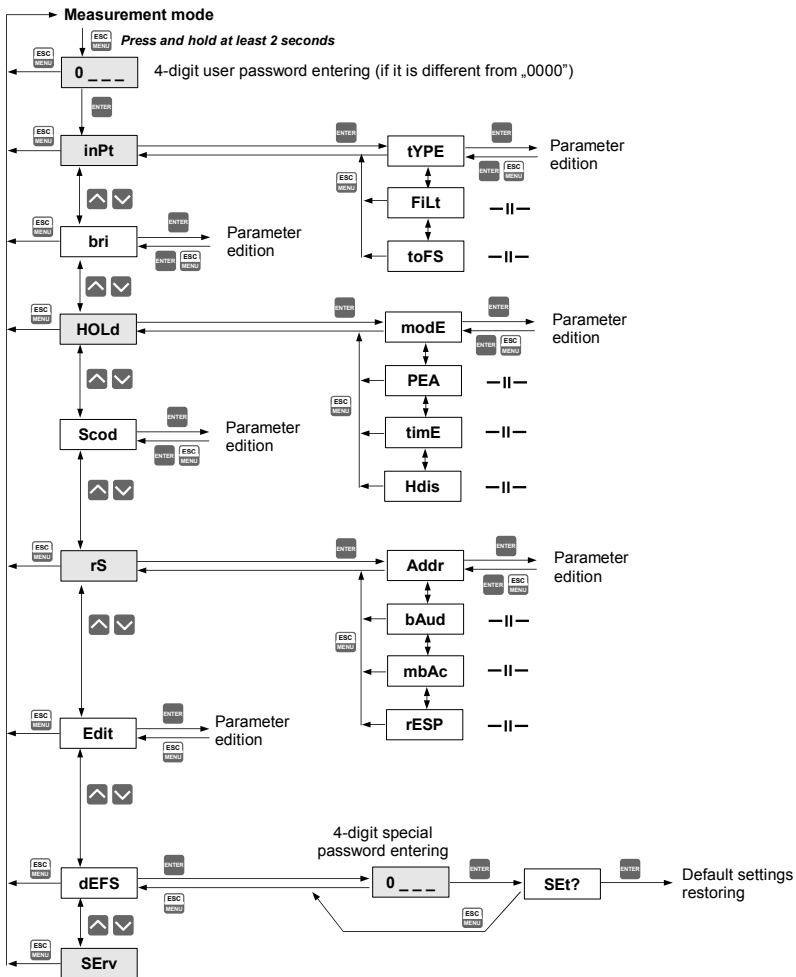 Measurement mode
ESC MENU Press and hold at least 2 seconds
ESC MENU 0 _ _ _ 4-digit user password entering (if it is different from „0000”)
ENTER
ESC MENU inPt ENTER tYPE ENTER Parameter edition
ENTER ESC MENU
ESC MENU FiLt —II—
ESC MENU bri ENTER Parameter edition
ENTER ESC MENU
toFS —II—
ESC MENU HOLd ENTER modE ENTER Parameter edition
ENTER ESC MENU
PEA —II—
ESC MENU
ESC MENU Scod ENTER Parameter edition
ENTER ESC MENU
timE —II—
Hdis —II—
ESC MENU rS ENTER Addr ENTER Parameter edition
ENTER ESC MENU
bAud —II—
ESC MENU
mbAc —II—
ESC MENU Edit ENTER Parameter edition
ESC MENU
rESP —II—
4-digit special
password entering
ESC MENU dEFS ENTER 0 _ _ _ ENTER SEt? ENTER Default settings restoring
ESC MENU
ESC MENU
ESC MENU SErv